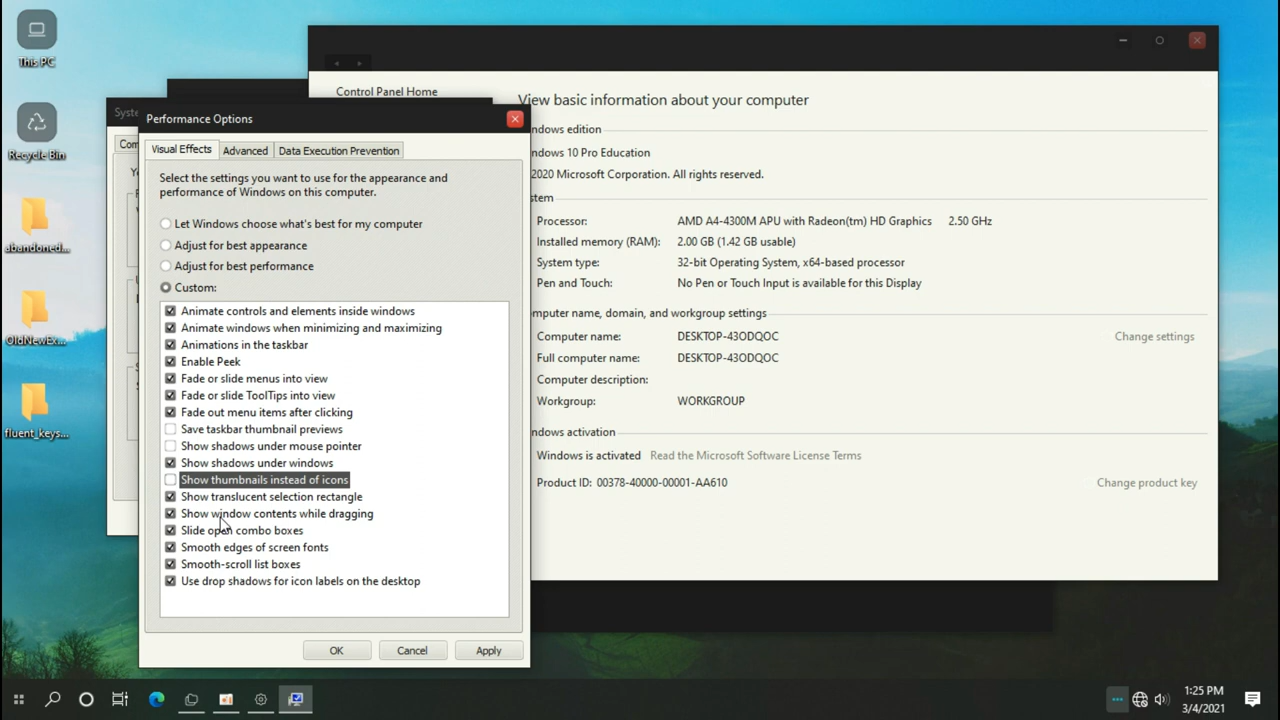 This PC
Recycle Bin
abandoned...
OldNewEx...
fluent_keys...
Control Panel Home
View basic information about your computer
ndows edition
ndows 10 Pro Education
2020 Microsoft Corporation. All rights reserved.
stem
Processor: AMD A4-4300M APU with Radeon(tm) HD Graphics 2.50 GHz
Installed memory (RAM): 2.00 GB (1.42 GB usable)
System type: 32-bit Operating System, x64-based processor
Pen and Touch: No Pen or Touch Input is available for this Display
mputer name, domain, and workgroup settings
Computer name: DESKTOP-43ODQOC
Change settings
Full computer name: DESKTOP-43ODQOC
Computer description:
Workgroup: WORKGROUP
ndows activation
Windows is activated Read the Microsoft Software License Terms
Product ID: 00378-40000-00001-AA610
Change product key
Syste
Com
Performance Options
Visual Effects
Advanced
Data Execution Prevention
Select the settings you want to use for the appearance and
performance of Windows on this computer.
Let Windows choose what's best for my computer
Adjust for best appearance
Adjust for best performance
Custom:
Animate controls and elements inside windows
Animate windows when minimizing and maximizing
Animations in the taskbar
Enable Peek
Fade or slide menus into view
Fade or slide ToolTips into view
Fade out menu items after clicking
Save taskbar thumbnail previews
Show shadows under mouse pointer
Show shadows under windows
Show thumbnails instead of icons
Show translucent selection rectangle
Show window contents while dragging
Slide open combo boxes
Smooth edges of screen fonts
Smooth-scroll list boxes
Use drop shadows for icon labels on the desktop
OK
Cancel
Apply
1:25 PM
3/4/2021